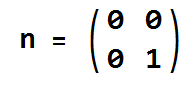 n = (0 0
0 1)